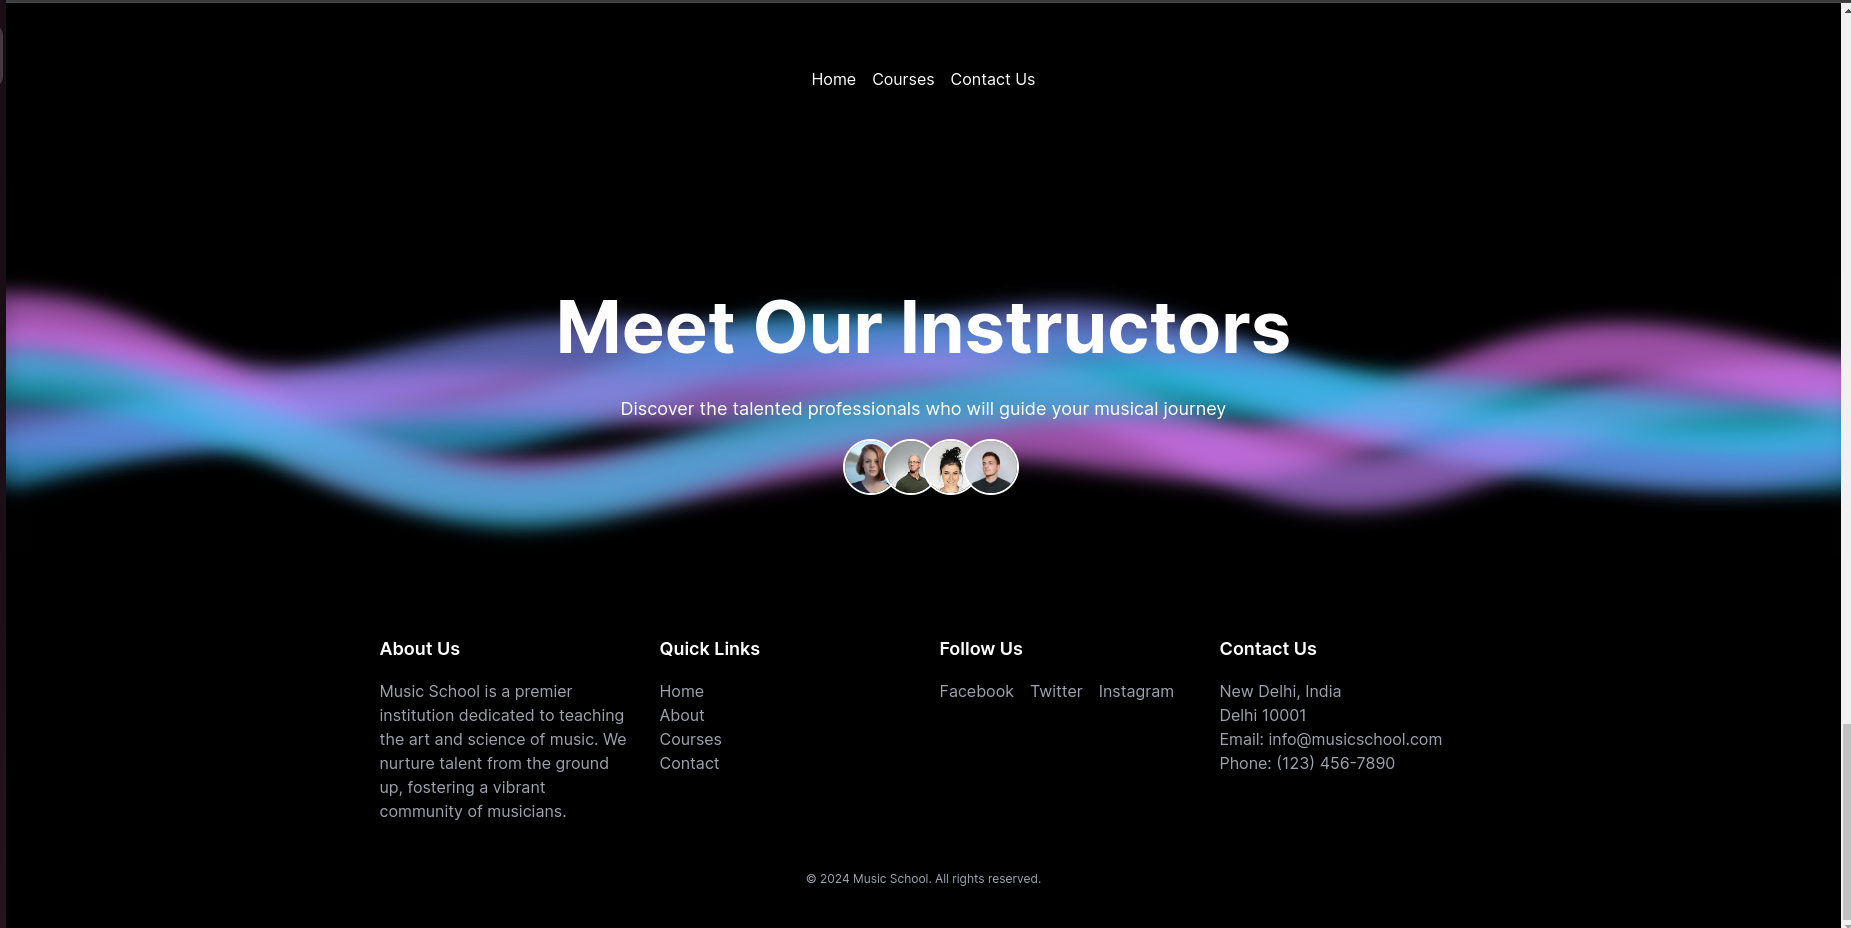 Home Courses Contact Us
Meet Our Instructors
Discover the talented professionals who will guide your musical journey
About Us
Music School is a premier
institution dedicated to teaching
the art and science of music. We
nurture talent from the ground
up, fostering a vibrant
community of musicians.
Quick Links
Home
About
Courses
Contact
Follow Us
Facebook Twitter Instagram
Contact Us
New Delhi, India
Delhi 10001
Email: info@musicschool.com
Phone: (123) 456-7890
© 2024 Music School. All rights reserved.